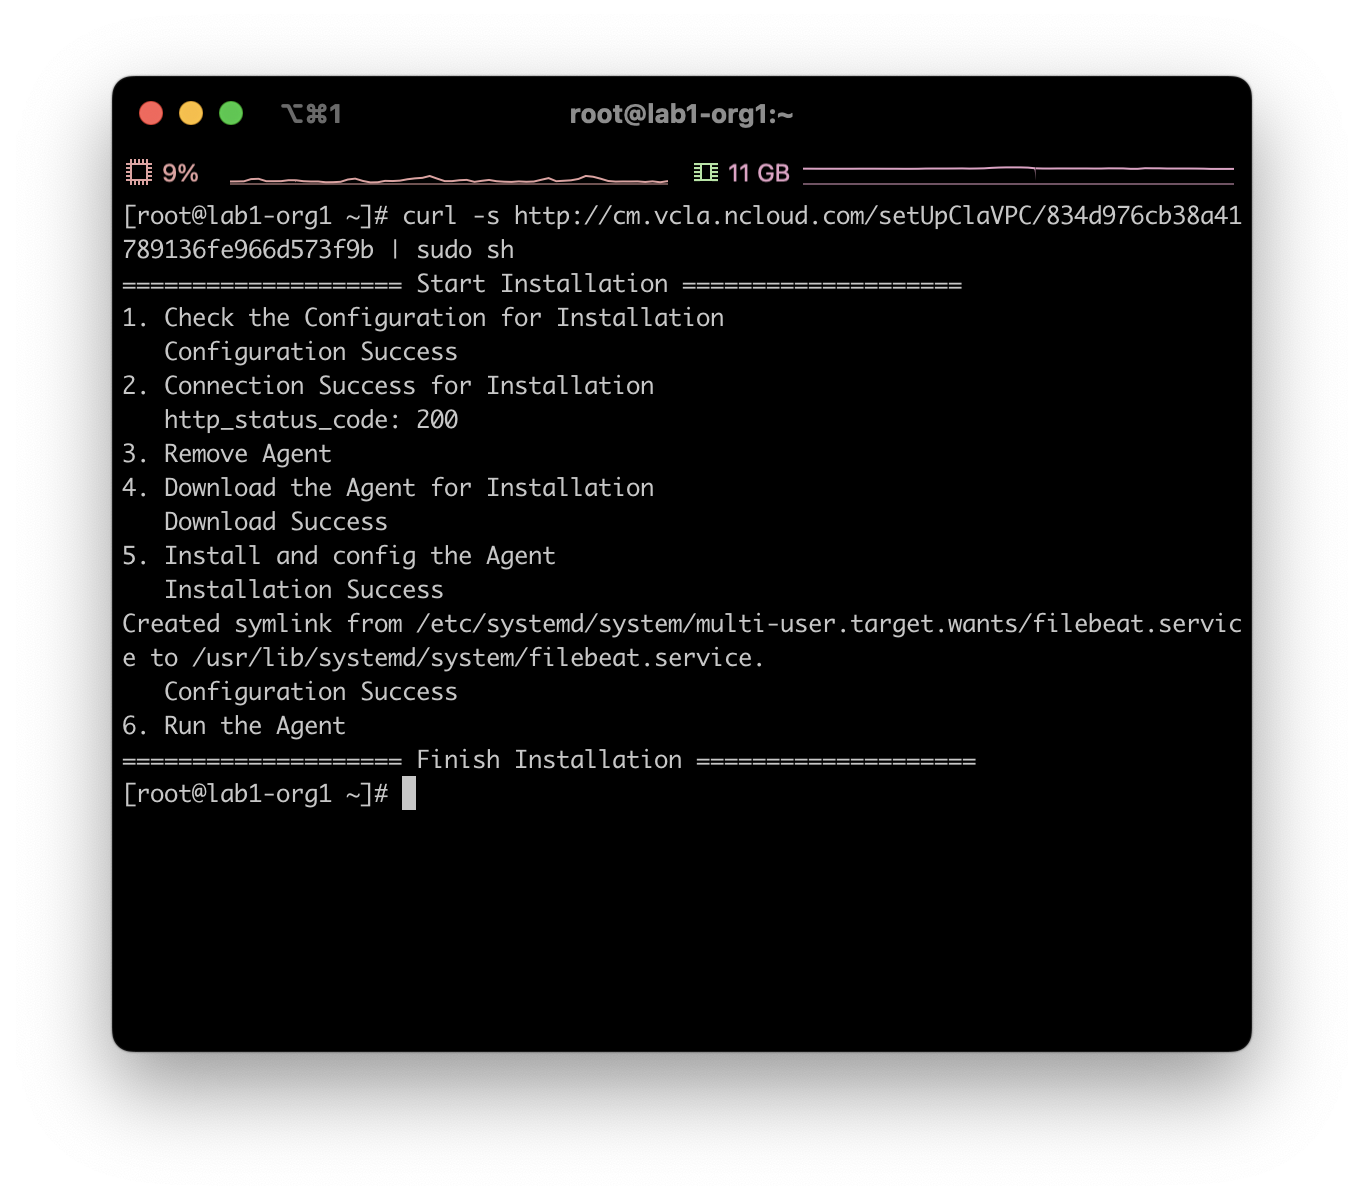 ⌥⌘1
root@lab1-org1:~
9%
11 GB
[root@lab1-org1 ~]# curl -s http://cm.vcla.ncloud.com/setUpClaVPC/834d976cb38a41
789136fe966d573f9b | sudo sh
==================== Start Installation ====================
1. Check the Configuration for Installation
   Configuration Success
2. Connection Success for Installation
   http_status_code: 200
3. Remove Agent
4. Download the Agent for Installation
   Download Success
5. Install and config the Agent
   Installation Success
Created symlink from /etc/systemd/system/multi-user.target.wants/filebeat.servic
e to /usr/lib/systemd/system/filebeat.service.
   Configuration Success
6. Run the Agent
==================== Finish Installation ====================
[root@lab1-org1 ~]#